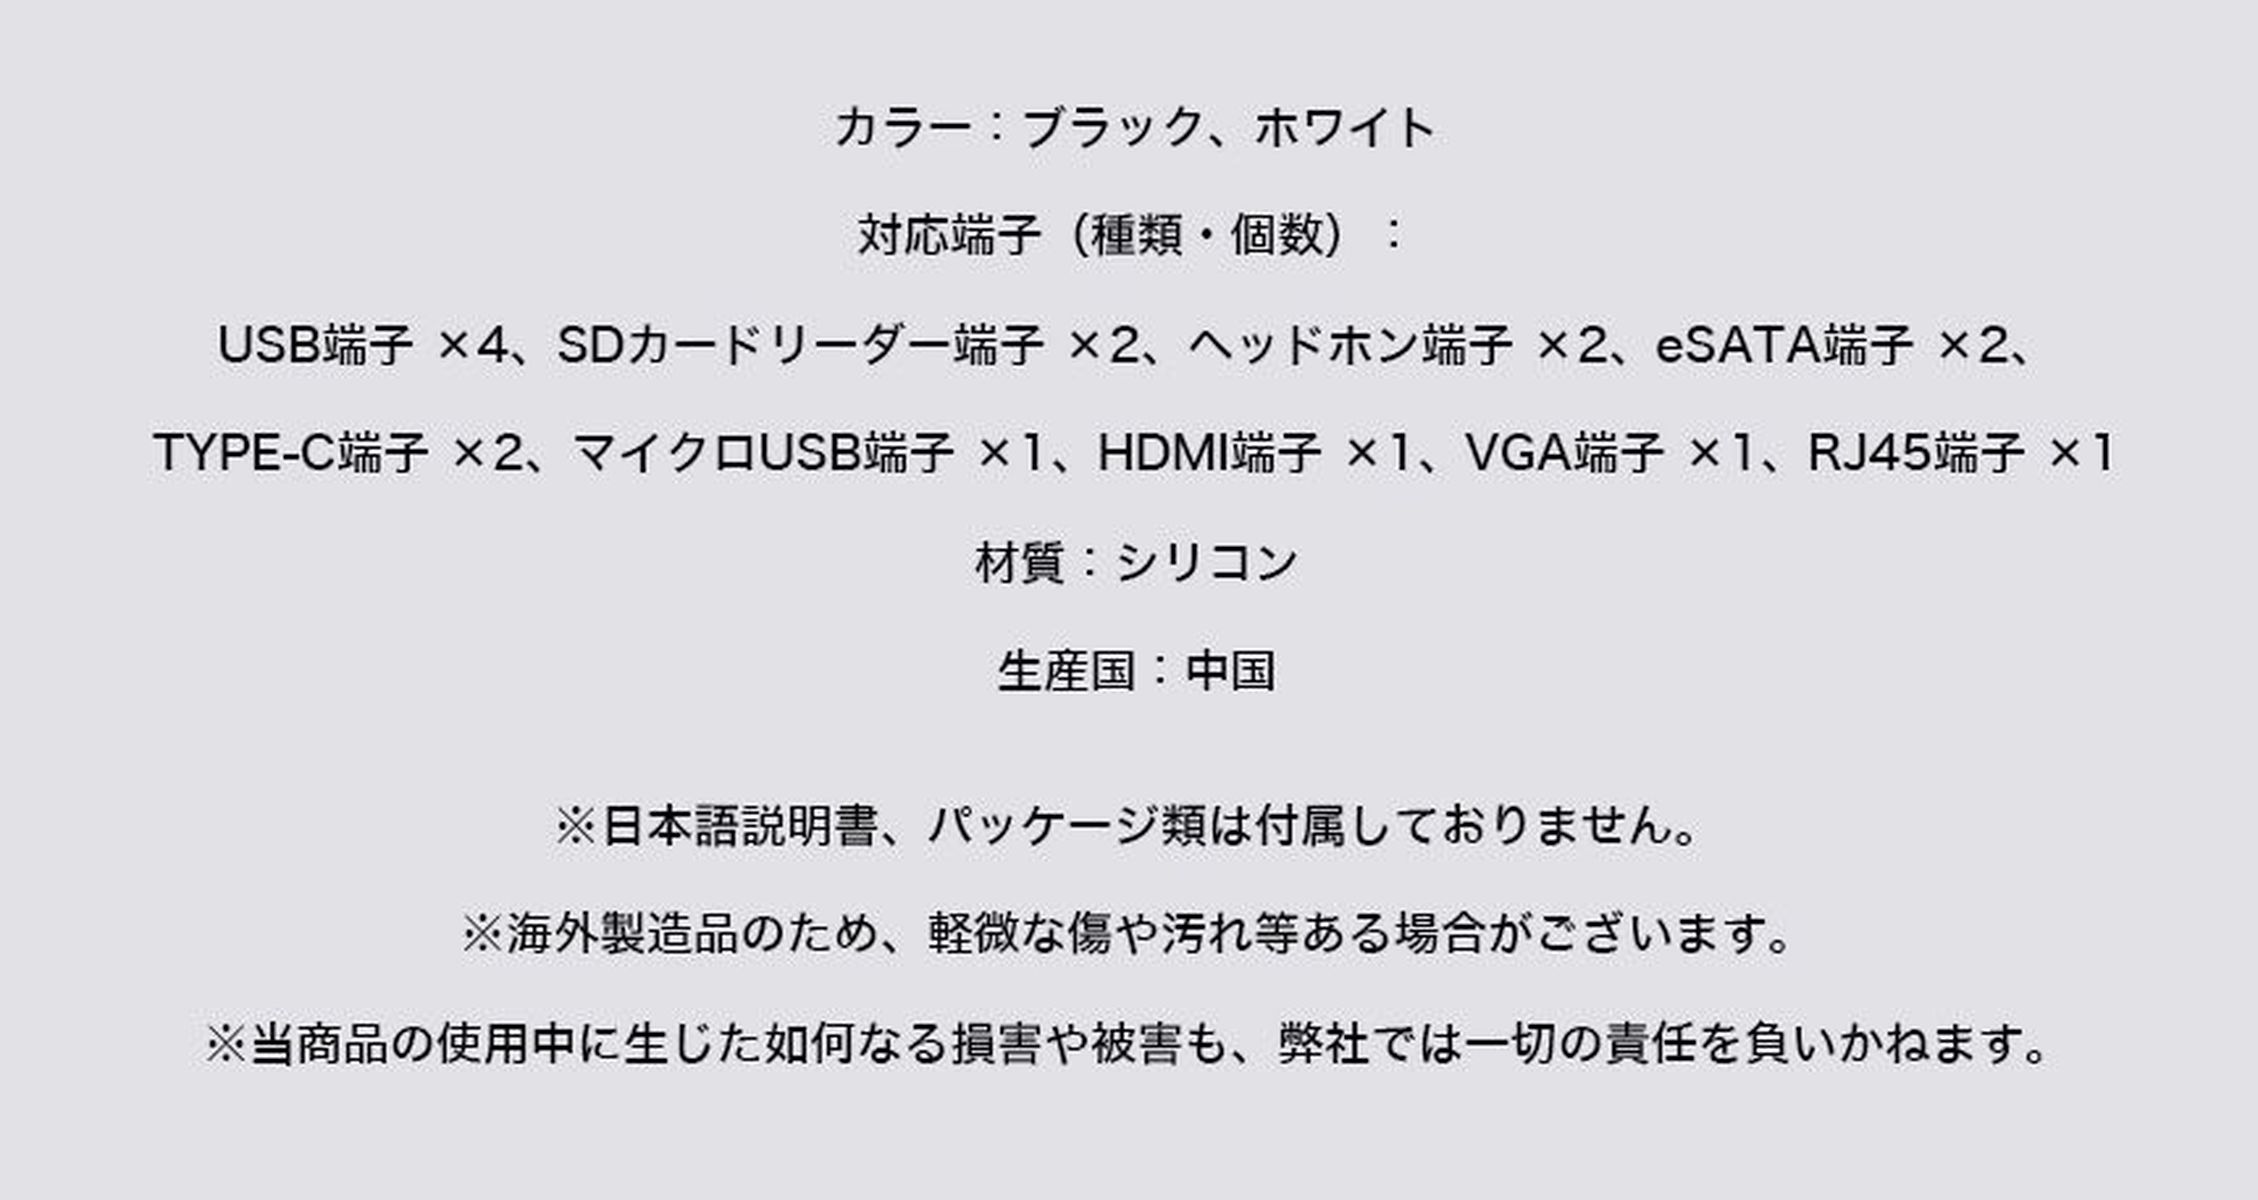 カラー：ブラック、ホワイト
対応端子（種類・個数）：
USB端子 ×4、SDカードリーダー端子 ×2、ヘッドホン端子 ×2、eSATA端子 ×2、
TYPE-C端子 ×2、マイクロUSB端子 ×1、HDMI端子 ×1、VGA端子 ×1、RJ45端子 ×1
材質：シリコン
生産国：中国
※日本語説明書、パッケージ類は付属しておりません。
※海外製造品のため、軽微な傷や汚れ等ある場合がございます。
※当商品の使用中に生じた如何なる損害や被害も、弊社では一切の責任を負いかねます。